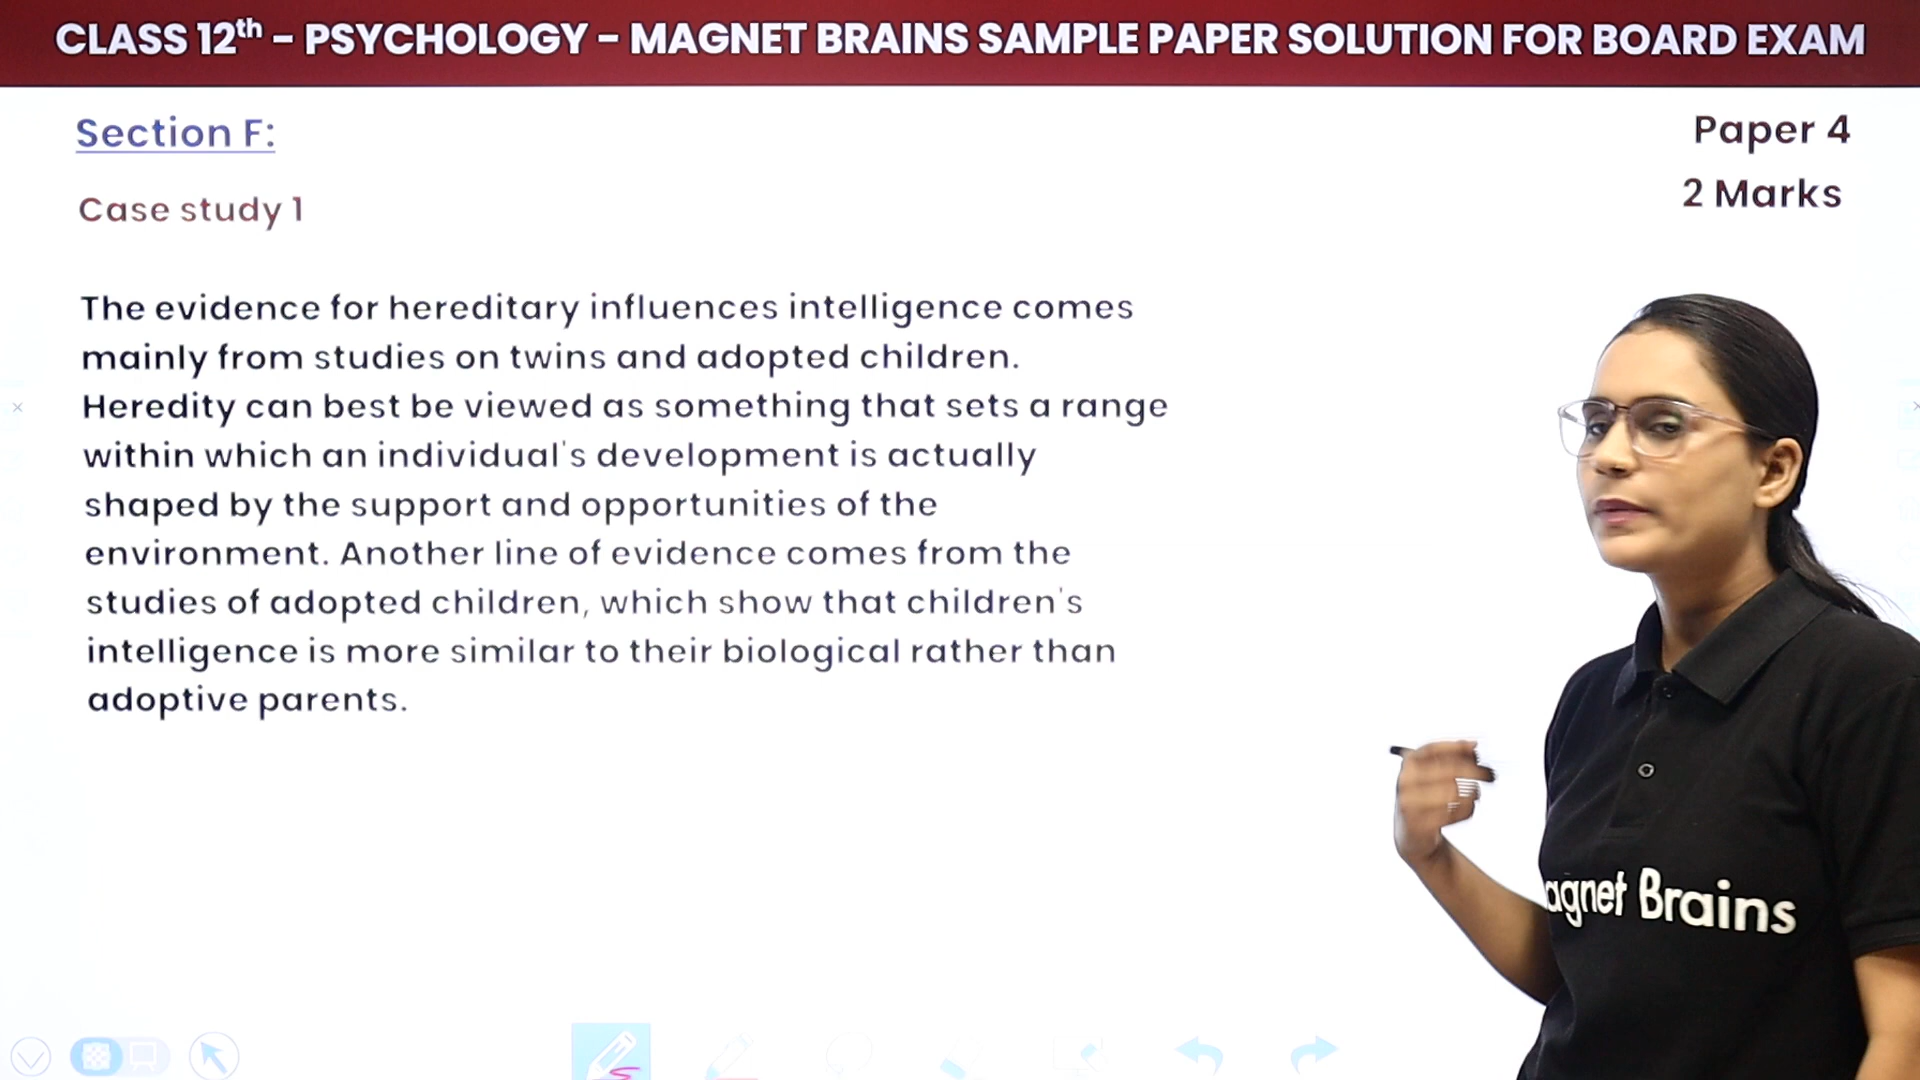 CLASS 12th - PSYCHOLOGY - MAGNET BRAINS SAMPLE PAPER SOLUTION FOR BOARD EXAM
Section F:
Paper 4
2 Marks
Case study 1
The evidence for hereditary influences intelligence comes
mainly from studies on twins and adopted children.
Heredity can best be viewed as something that sets a range
within which an individual's development is actually
shaped by the support and opportunities of the
environment. Another line of evidence comes from the
studies of adopted children, which show that children's
intelligence is more similar to their biological rather than
adoptive parents.
agnet Brains